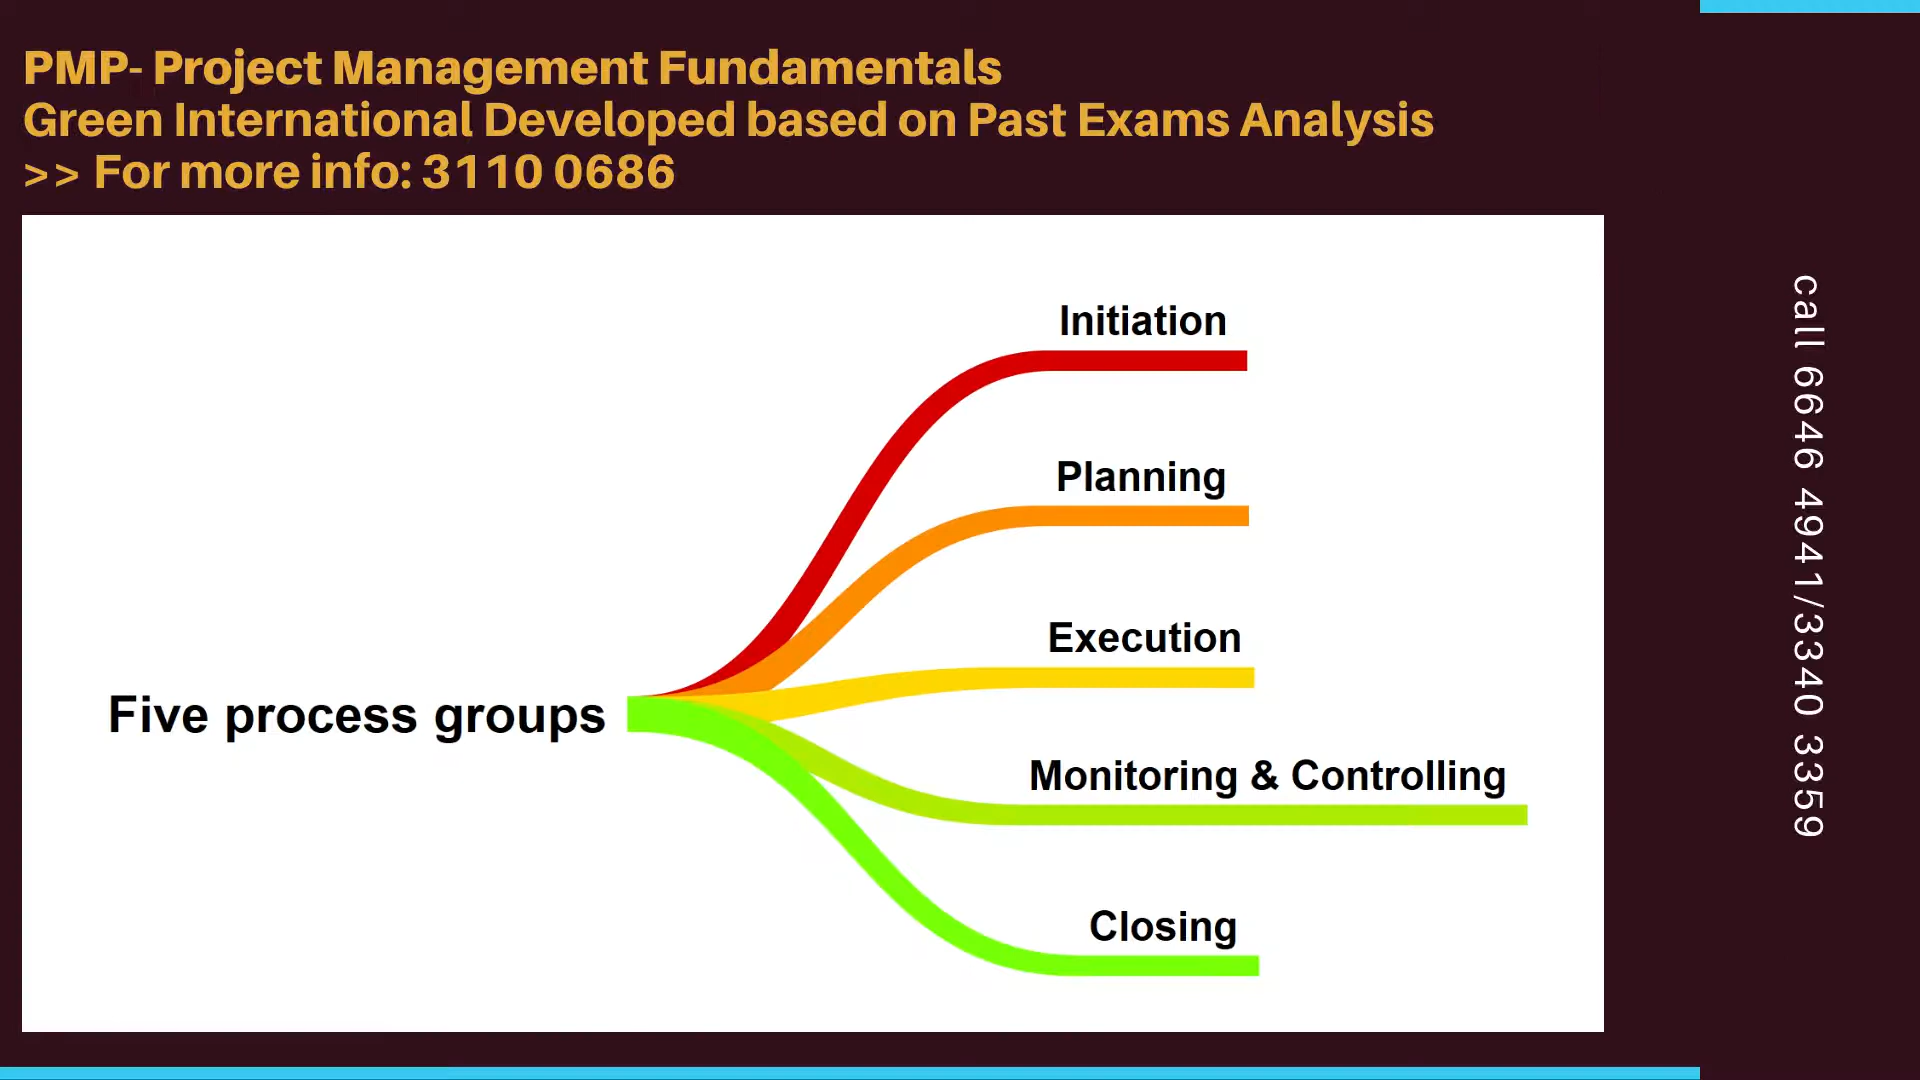 PMP- Project Management Fundamentals
Green International Developed based on Past Exams Analysis
>> For more info: 3110 0686
Initiation
Planning
Execution
Five process groups
Monitoring & Controlling
Closing
call 6646 4941/3340 3359